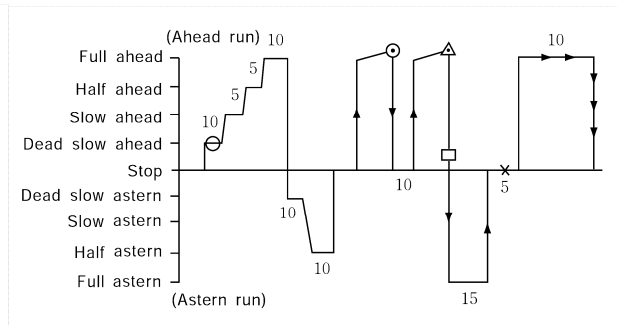 (Ahead run) 10
Full ahead
5
Half ahead
5
Slow ahead
10
Dead slow ahead
Stop
10
5
Dead slow astern
10
Slow astern
Half astern
10
Full astern
15
(Astern run)
10